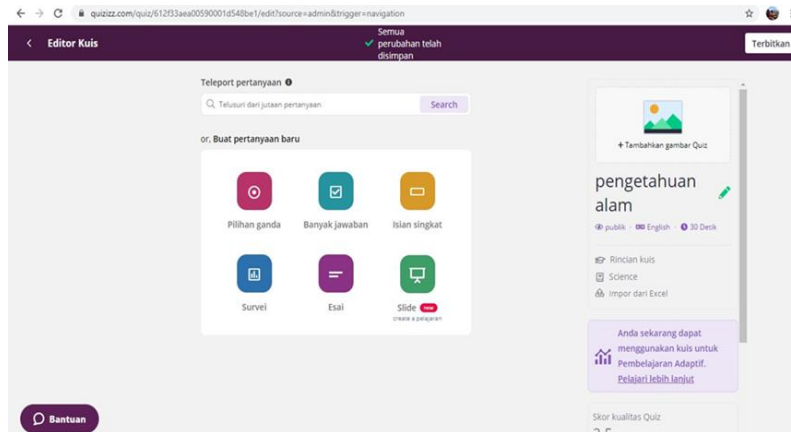 quizizz.com/quiz/612f33aea00590001d548be1/edit?source=admin&trigger=navigation
Editor Kuis
Semua
perubahan telah
disimpan
Terbitkan
Teleport pertanyaan
Telusuri dari jutaan pertanyaan
Search
or, Buat pertanyaan baru
Pilihan ganda
Banyak jawaban
Isian singkat
Survei
Esai
Slide new
create a pelajaran
+ Tambahkan gambar Quiz
pengetahuan
alam
publik · English · 30 Detik
Rincian kuis
Science
Impor dari Excel
Anda sekarang dapat
menggunakan kuis untuk
Pembelajaran Adaptif.
Pelajari lebih lanjut
Skor kualitas Quiz
Bantuan